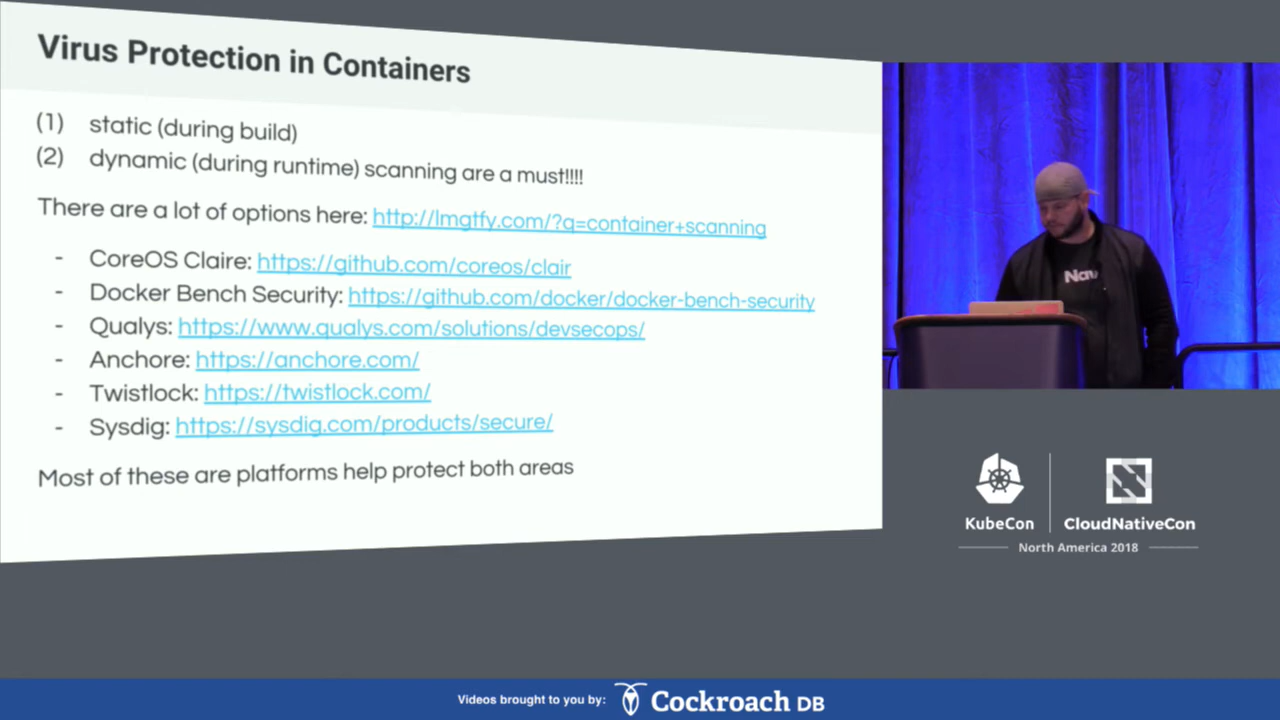 Virus Protection in Containers
(1) static (during build)
(2) dynamic (during runtime) scanning are a must!!!!
There are a lot of options here: http://lmgtfy.com/?q=container+scanning
- CoreOS Claire: https://github.com/coreos/clair
- Docker Bench Security: https://github.com/docker/docker-bench-security
- Qualys: https://www.qualys.com/solutions/devsecops/
- Anchore: https://anchore.com/
- Twistlock: https://twistlock.com/
- Sysdig: https://sysdig.com/products/secure/
Most of these are platforms help protect both areas
Nav
KubeCon
CloudNativeCon
North America 2018
Videos brought to you by: Cockroach DB